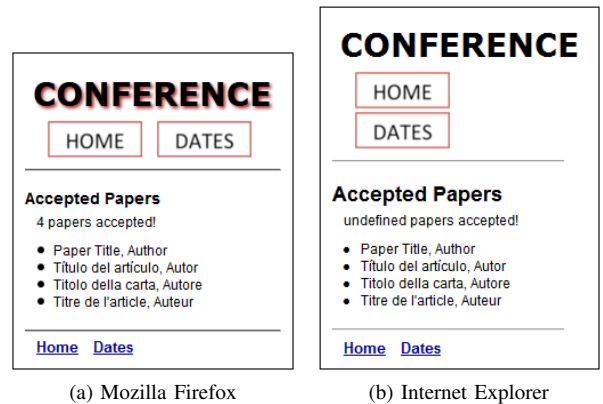 CONFERENCE
HOME DATES
Accepted Papers
4 papers accepted!
Paper Title, Author
Título del artículo, Autor
Titolo della carta, Autore
Titre de l'article, Auteur
Home Dates
(a) Mozilla Firefox
CONFERENCE
HOME
DATES
Accepted Papers
undefined papers accepted!
Paper Title, Author
Título del artículo, Autor
Titolo della carta, Autore
Titre de l'article, Auteur
Home Dates
(b) Internet Explorer